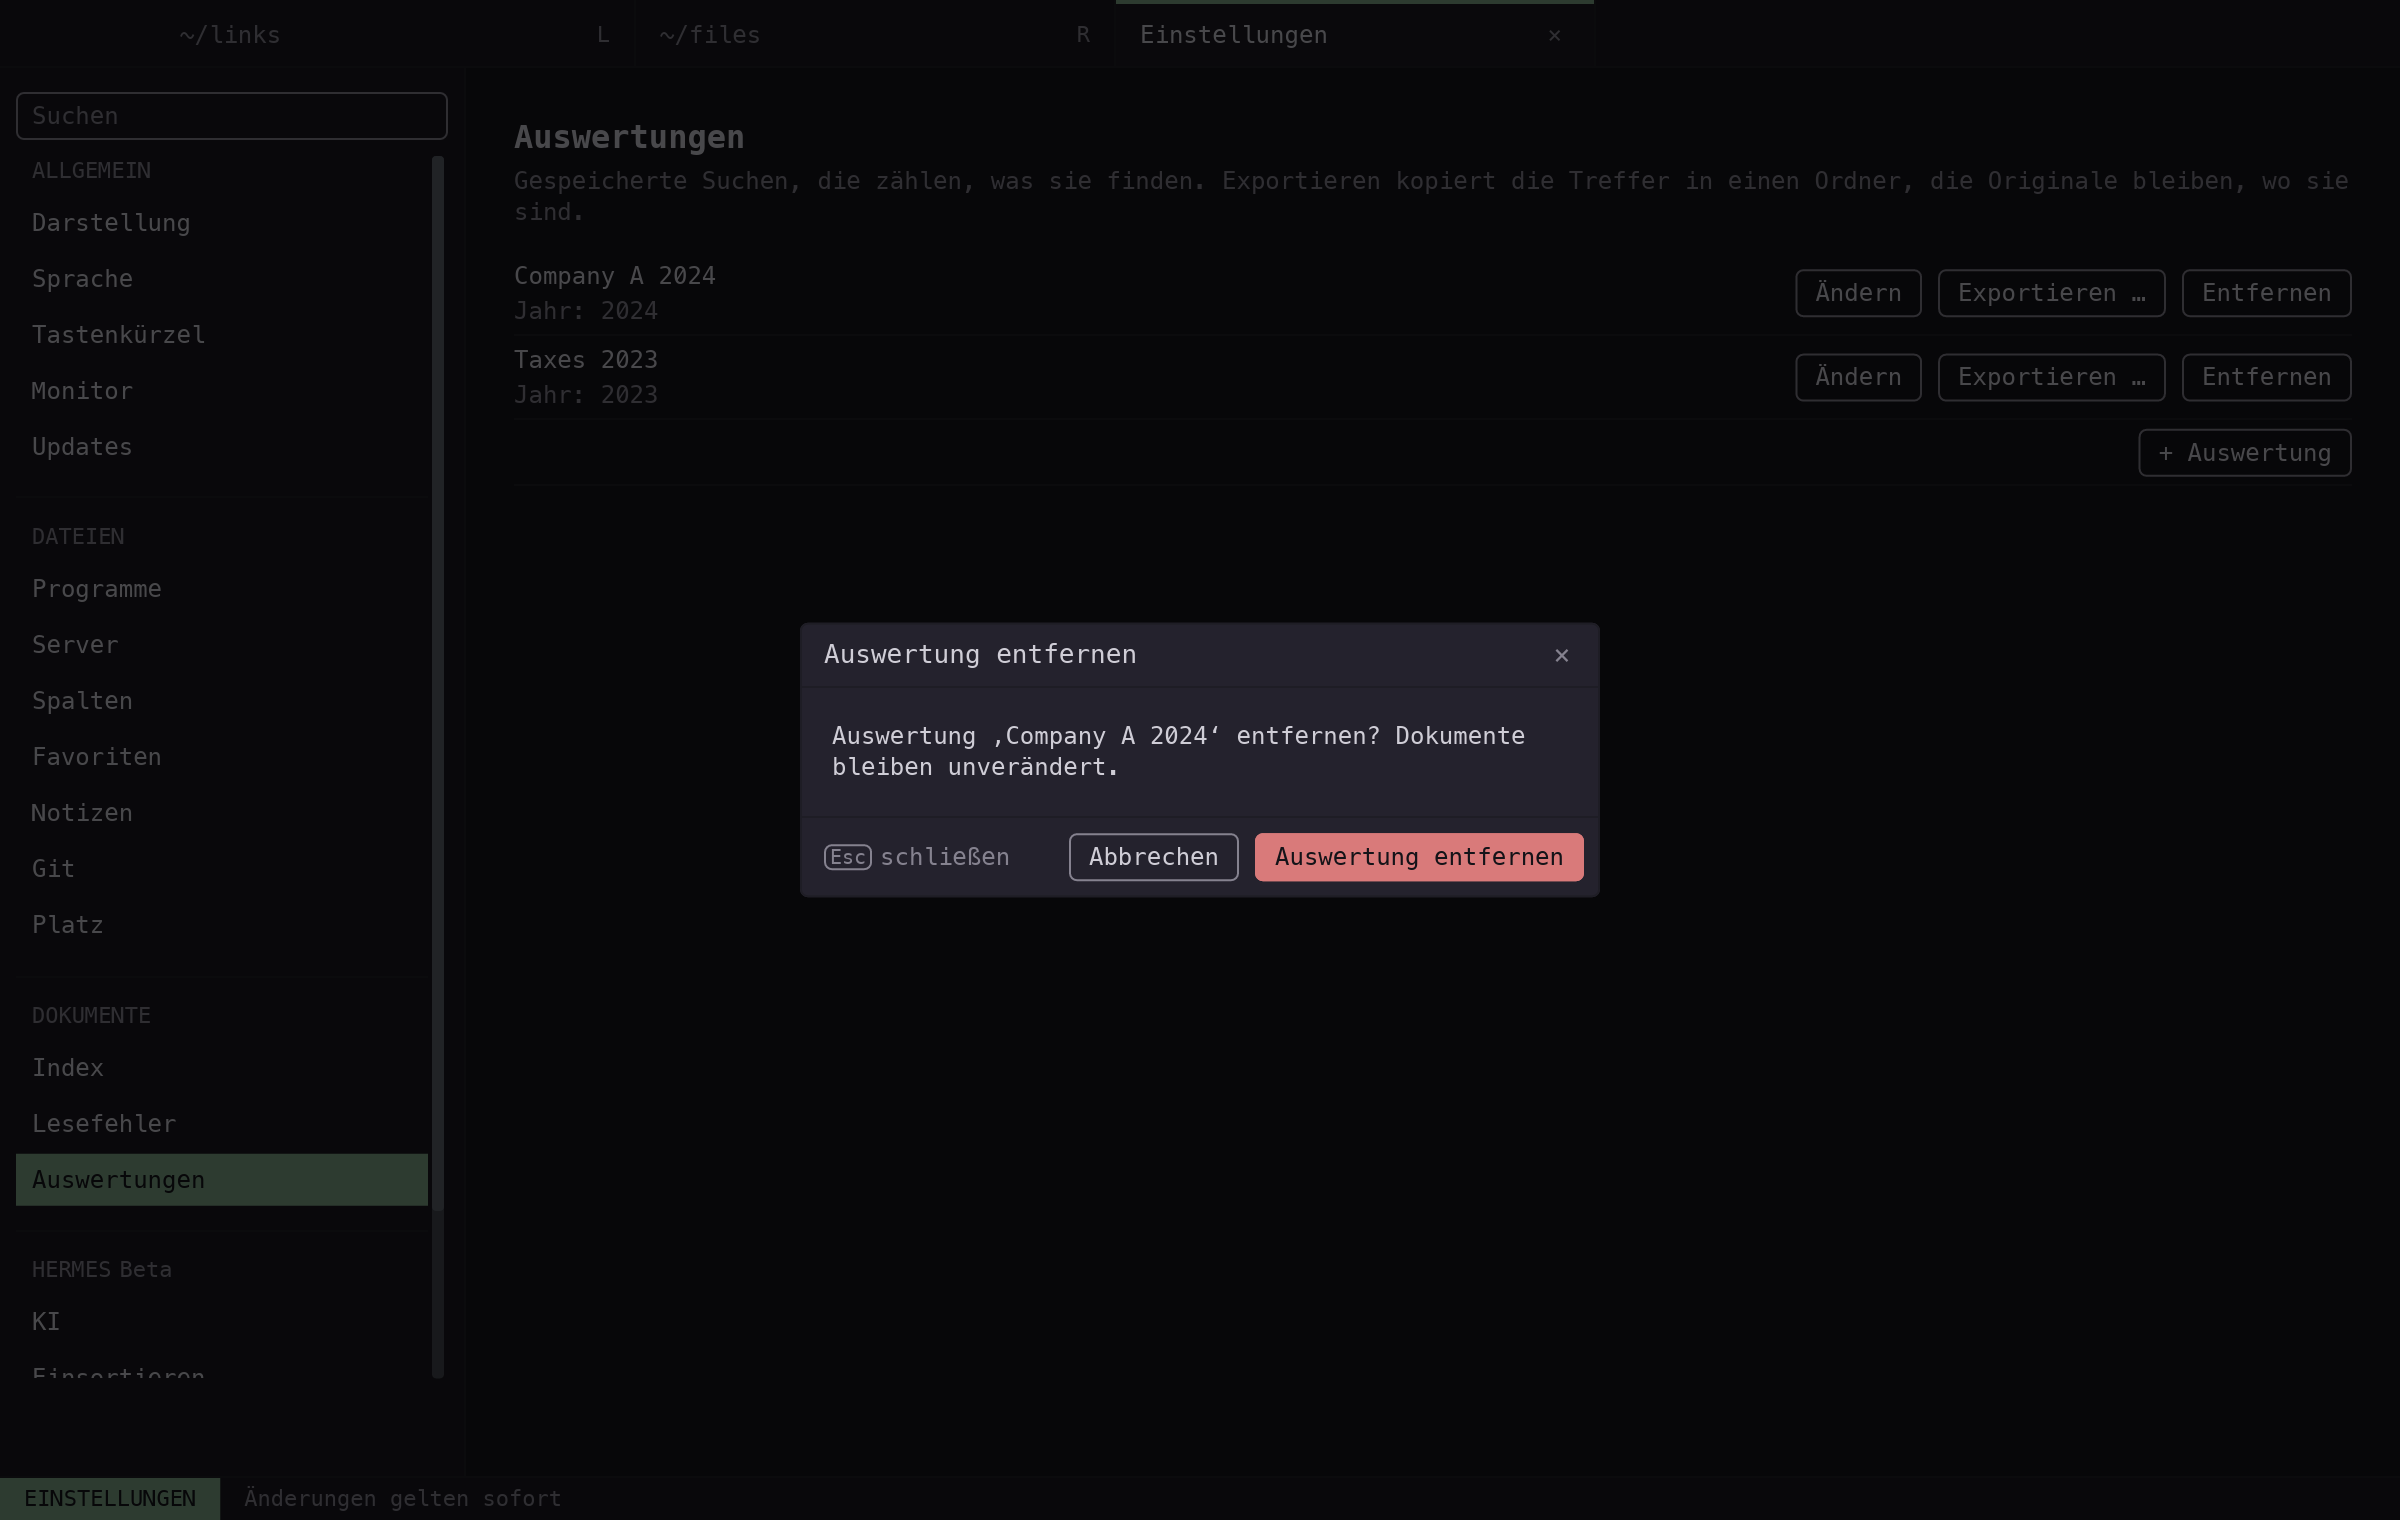 ~/links L ~/files R Einstellungen ×
Suchen
ALLGEMEIN
Darstellung
Sprache
Tastenkürzel
Monitor
Updates
DATEIEN
Programme
Server
Spalten
Favoriten
Notizen
Git
Platz
DOKUMENTE
Index
Lesefehler
Auswertungen
HERMES Beta
KI
Einsortieren
Auswertungen
Gespeicherte Suchen, die zählen, was sie finden. Exportieren kopiert die Treffer in einen Ordner, die Originale bleiben, wo sie
sind.
Company A 2024
Jahr: 2024
Ändern Exportieren … Entfernen
Taxes 2023
Jahr: 2023
Ändern Exportieren … Entfernen
+ Auswertung
Auswertung entfernen ×
Auswertung ‚Company A 2024‘ entfernen? Dokumente
bleiben unverändert.
Esc schließen Abbrechen Auswertung entfernen
EINSTELLUNGEN Änderungen gelten sofort